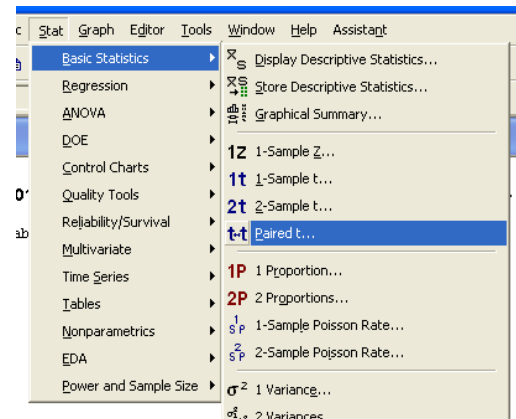 Stat Graph Editor Tools Window Help Assistant
Basic Statistics
Regression
ANOVA
DOE
Control Charts
Quality Tools
Reliability/Survival
Multivariate
Time Series
Tables
Nonparametrics
EDA
Power and Sample Size
Display Descriptive Statistics...
Store Descriptive Statistics...
Graphical Summary...
1Z 1-Sample Z...
1t 1-Sample t...
2t 2-Sample t...
t-t Paired t...
1P 1 Proportion...
2P 2 Proportions...
1-Sample Poisson Rate...
2-Sample Poisson Rate...
σ² 1 Variance...
2 Variances